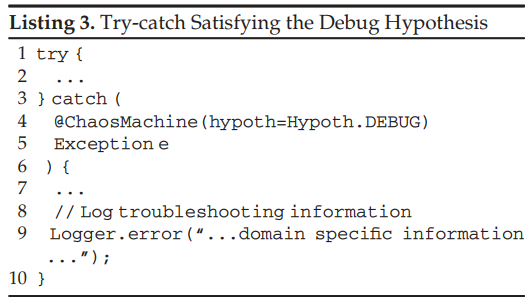 Listing 3. Try-catch Satisfying the Debug Hypothesis
1 try {
2 ...
3 } catch (
4 @ChaosMachine(hypoth=Hypoth.DEBUG)
5 Exception e
6 ) {
7 ...
8 // Log troubleshooting information
9 Logger.error(“...domain specific information
...”);
10 }